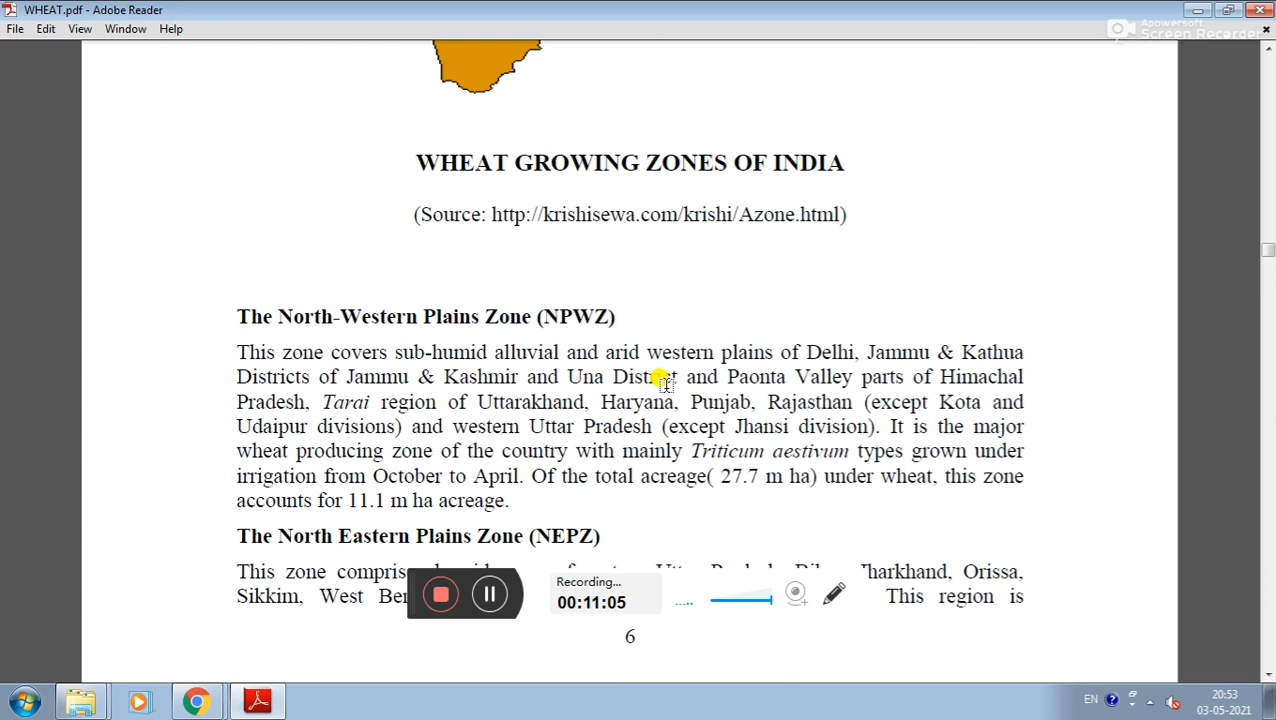 WHEAT.pdf - Adobe Reader
File Edit View Window Help
Apowersoft
Screen Recorder
WHEAT GROWING ZONES OF INDIA
(Source: http://krishisewa.com/krishi/Azone.html)
The North-Western Plains Zone (NPWZ)
This zone covers sub-humid alluvial and arid western plains of Delhi, Jammu & Kathua
Districts of Jammu & Kashmir and Una District and Paonta Valley parts of Himachal
Pradesh, Tarai region of Uttarakhand, Haryana, Punjab, Rajasthan (except Kota and
Udaipur divisions) and western Uttar Pradesh (except Jhansi division). It is the major
wheat producing zone of the country with mainly Triticum aestivum types grown under
irrigation from October to April. Of the total acreage( 27.7 m ha) under wheat, this zone
accounts for 11.1 m ha acreage.
The North Eastern Plains Zone (NEPZ)
This zone Jharkhand, Orissa,
Sikkim, West This region is
Recording...
00:11:05
6
EN
20:53
03-05-2021